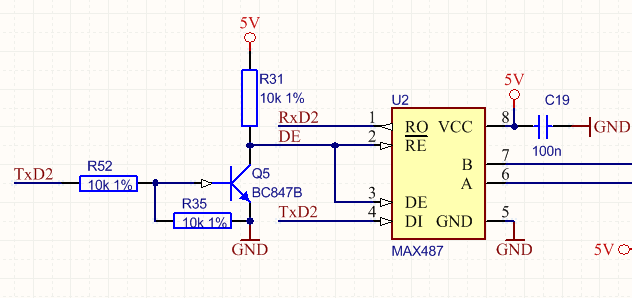 5V
R31
10k 1%
U2
5V
C19
RxD2
1
RO
VCC
8
GND
DE
2
RE
100n
R52
TxD2
10k 1%
Q5
BC847B
B
7
A
6
R35
10k 1%
3
DE
TxD2
4
DI
GND
5
GND
MAX487
GND
5V